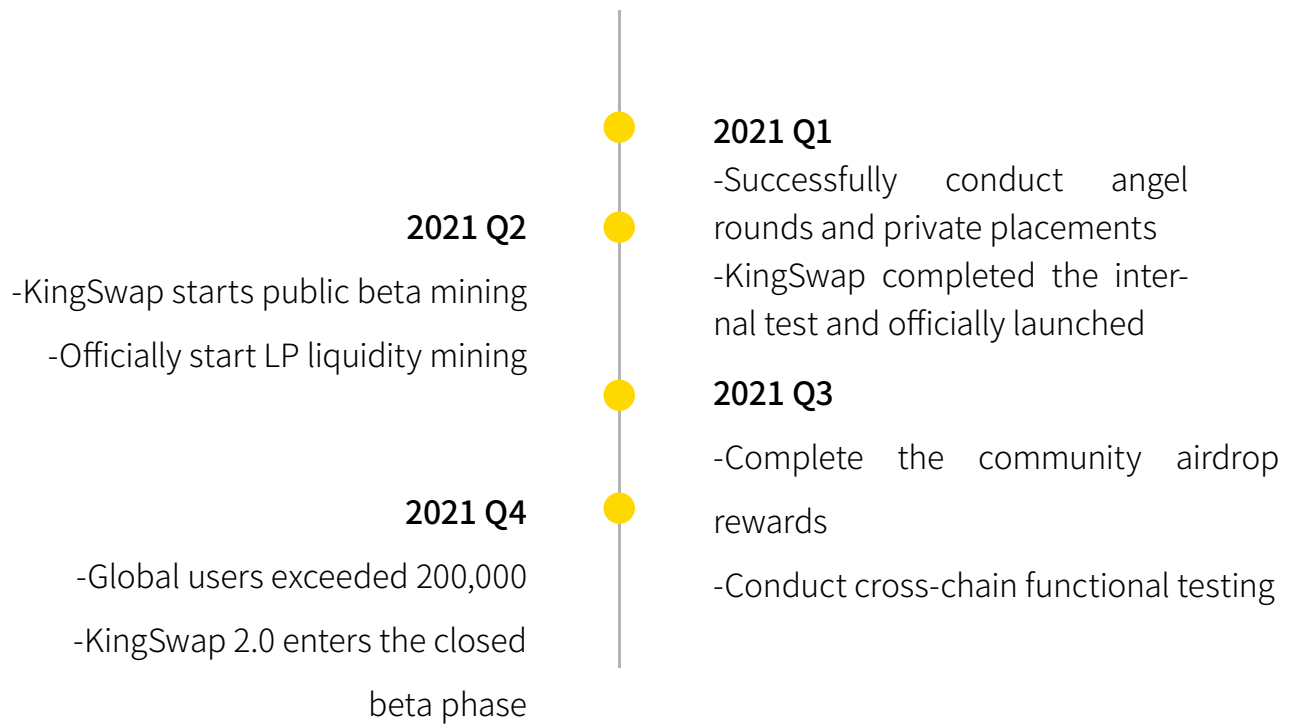 2021 Q1
-Successfully conduct angel
rounds and private placements
-KingSwap completed the inter-
nal test and officially launched
2021 Q2
-KingSwap starts public beta mining
-Officially start LP liquidity mining
2021 Q3
-Complete the community airdrop
rewards
-Conduct cross-chain functional testing
2021 Q4
-Global users exceeded 200,000
-KingSwap 2.0 enters the closed
beta phase